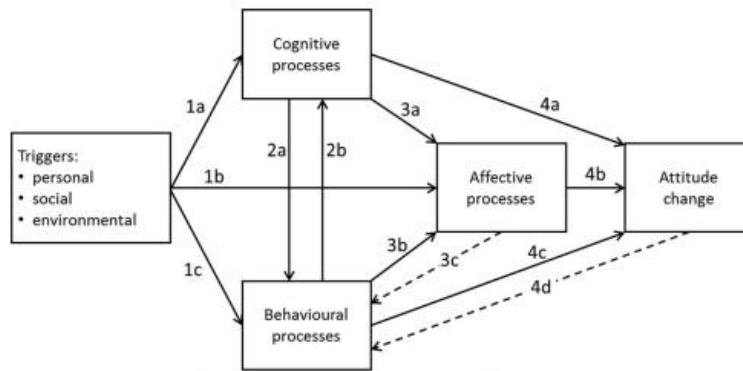 Cognitive
processes
1a
3a
4a
Triggers:
• personal
• social
• environmental
2a
2b
1b
Affective
processes
4b
Attitude
change
1c
3b
3c
4c
4d
Behavioural
processes